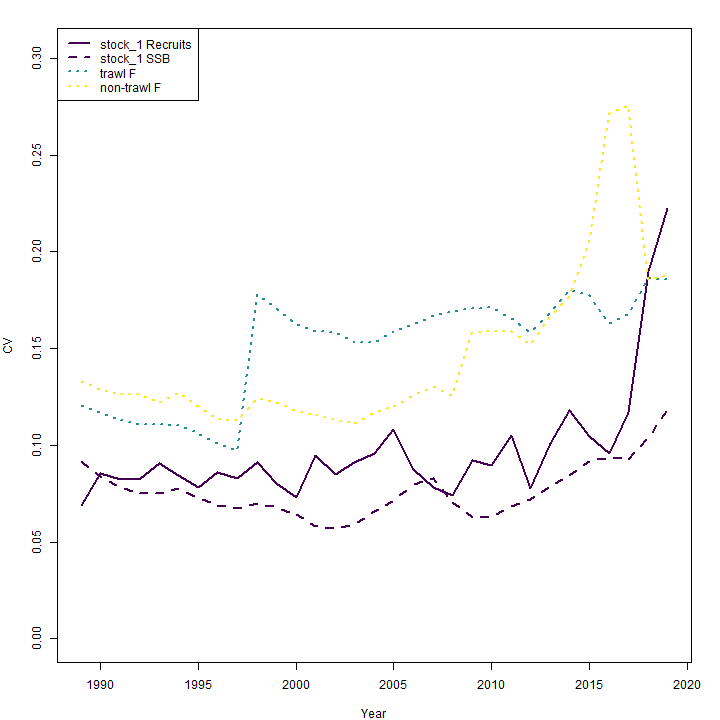 stock_1 Recruits
stock_1 SSB
trawl F
non-trawl F
0.30
0.25
0.20
0.15
0.10
0.05
0.00
CV
1990 1995 2000 2005 2010 2015 2020
Year